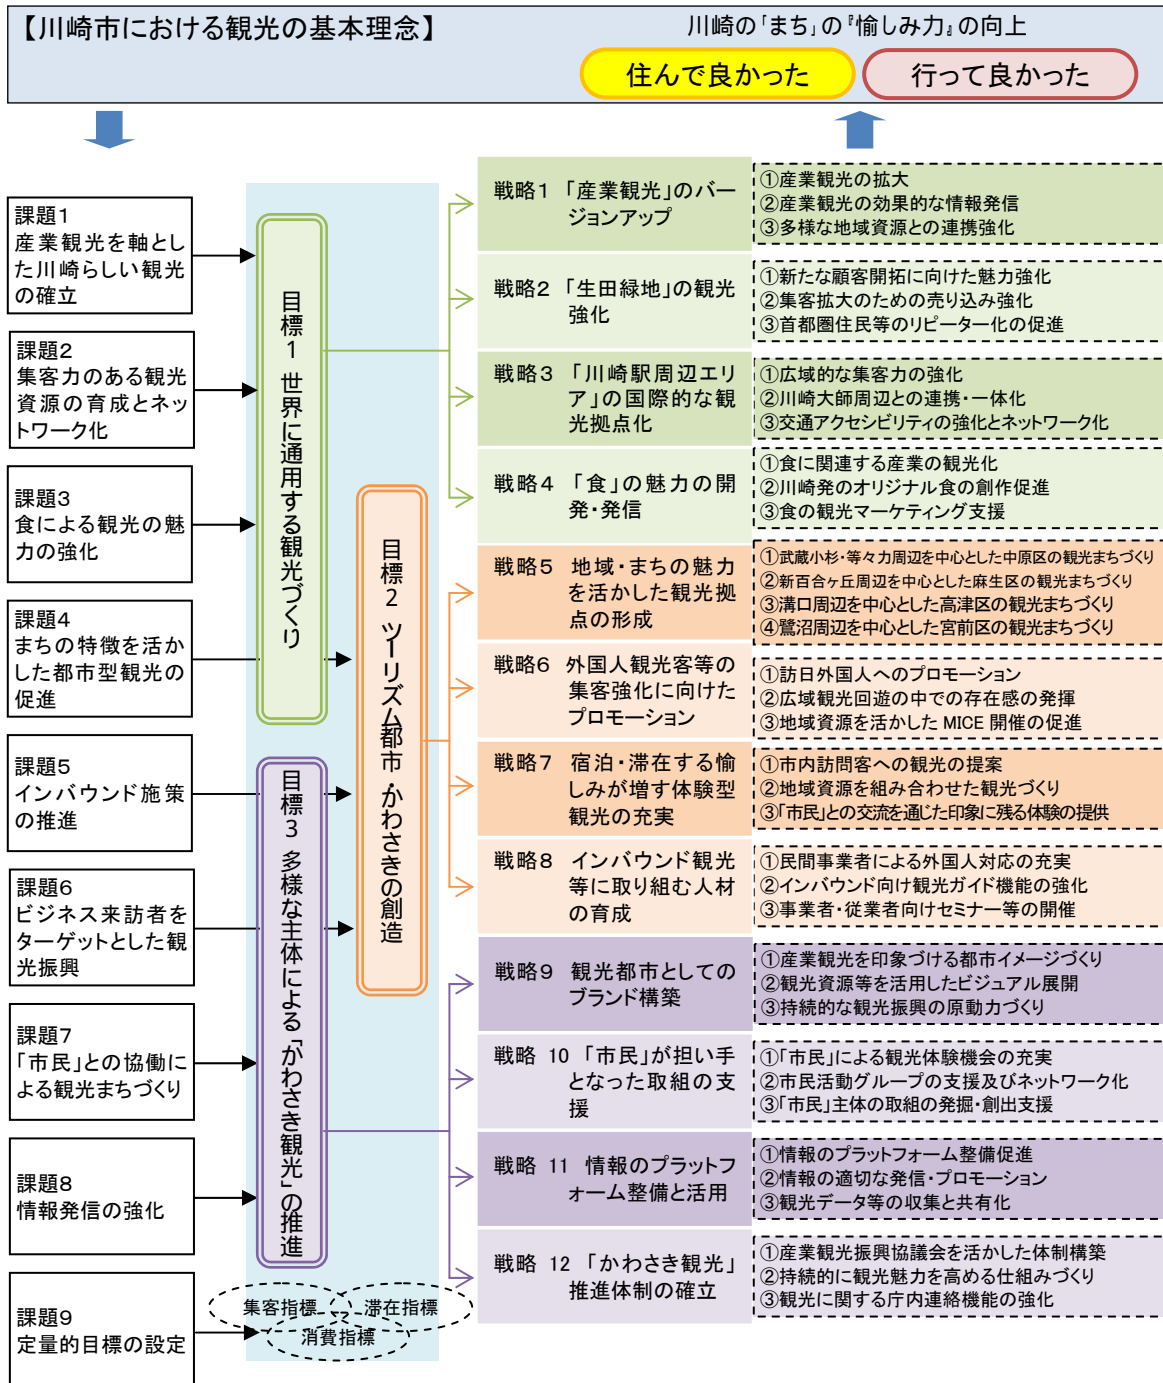 【川崎市における観光の基本理念】
川崎の「まち」の『愉しみ力』の向上
住んで良かった
行って良かった
課題1
産業観光を軸とし
た川崎らしい観光
の確立
課題2
集客力のある観光
資源の育成とネッ
トワーク化
課題3
食による観光の魅
力の強化
課題4
まちの特徴を活か
した都市型観光の
促進
課題5
インバウンド施策
の推進
課題6
ビジネス来訪者を
ターゲットとした観
光振興
課題7
「市民」との協働に
よる観光まちづくり
課題8
情報発信の強化
課題9
定量的目標の設定
目標1 世界に通用する観光づくり
目標2 ツーリズム都市 かわさきの創造
目標3 多様な主体による「かわさき観光」の推進
集客指標
滞在指標
消費指標
戦略1 「産業観光」のバー
ジョンアップ
①産業観光の拡大
②産業観光の効果的な情報発信
③多様な地域資源との連携強化
戦略2 「生田緑地」の観光
強化
①新たな顧客開拓に向けた魅力強化
②集客拡大のための売り込み強化
③首都圏住民等のリピーター化の促進
戦略3 「川崎駅周辺エリ
ア」の国際的な観
光拠点化
①広域的な集客力の強化
②川崎大師周辺との連携・一体化
③交通アクセシビリティの強化とネットワーク化
戦略4 「食」の魅力の開
発・発信
①食に関連する産業の観光化
②川崎発のオリジナル食の創作促進
③食の観光マーケティング支援
戦略5 地域・まちの魅力
を活かした観光拠
点の形成
①武蔵小杉・等々力周辺を中心とした中原区の観光まちづくり
②新百合ヶ丘周辺を中心とした麻生区の観光まちづくり
③溝口周辺を中心とした高津区の観光まちづくり
④鷺沼周辺を中心とした宮前区の観光まちづくり
戦略6 外国人観光客等の
集客強化に向けた
プロモーション
①訪日外国人へのプロモーション
②広域観光回遊の中での存在感の発揮
③地域資源を活かした MICE 開催の促進
戦略7 宿泊・滞在する愉
しみが増す体験型
観光の充実
①市内訪問客への観光の提案
②地域資源を組み合わせた観光づくり
③「市民」との交流を通じた印象に残る体験の提供
戦略8 インバウンド観光
等に取り組む人材
の育成
①民間事業者による外国人対応の充実
②インバウンド向け観光ガイド機能の強化
③事業者・従業者向けセミナー等の開催
戦略9 観光都市としての
ブランド構築
①産業観光を印象づける都市イメージづくり
②観光資源等を活用したビジュアル展開
③持続的な観光振興の原動力づくり
戦略 10 「市民」が担い手
となった取組の支
援
①「市民」による観光体験機会の充実
②市民活動グループの支援及びネットワーク化
③「市民」主体の取組の発掘・創出支援
戦略 11 情報のプラットフ
ォーム整備と活用
①情報のプラットフォーム整備促進
②情報の適切な発信・プロモーション
③観光データ等の収集と共有化
戦略 12 「かわさき観光」
推進体制の確立
①産業観光振興協議会を活かした体制構築
②持続的に観光魅力を高める仕組みづくり
③観光に関する庁内連絡機能の強化